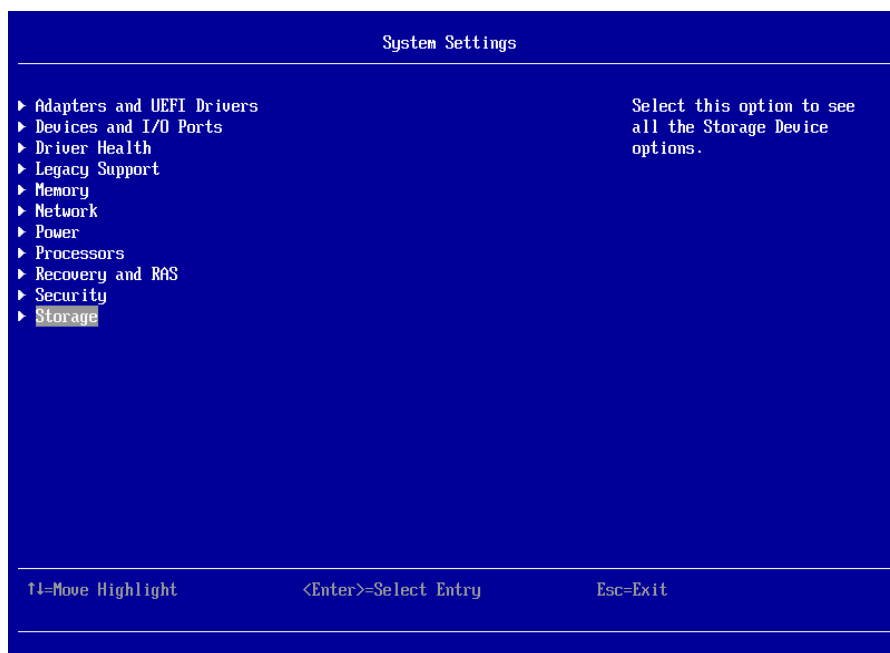 System Settings
▶ Adapters and UEFI Drivers
▶ Devices and I/O Ports
▶ Driver Health
▶ Legacy Support
▶ Memory
▶ Network
▶ Power
▶ Processors
▶ Recovery and RAS
▶ Security
▶ Storage
Select this option to see
all the Storage Device
options.
↑↓=Move Highlight <Enter>=Select Entry Esc=Exit